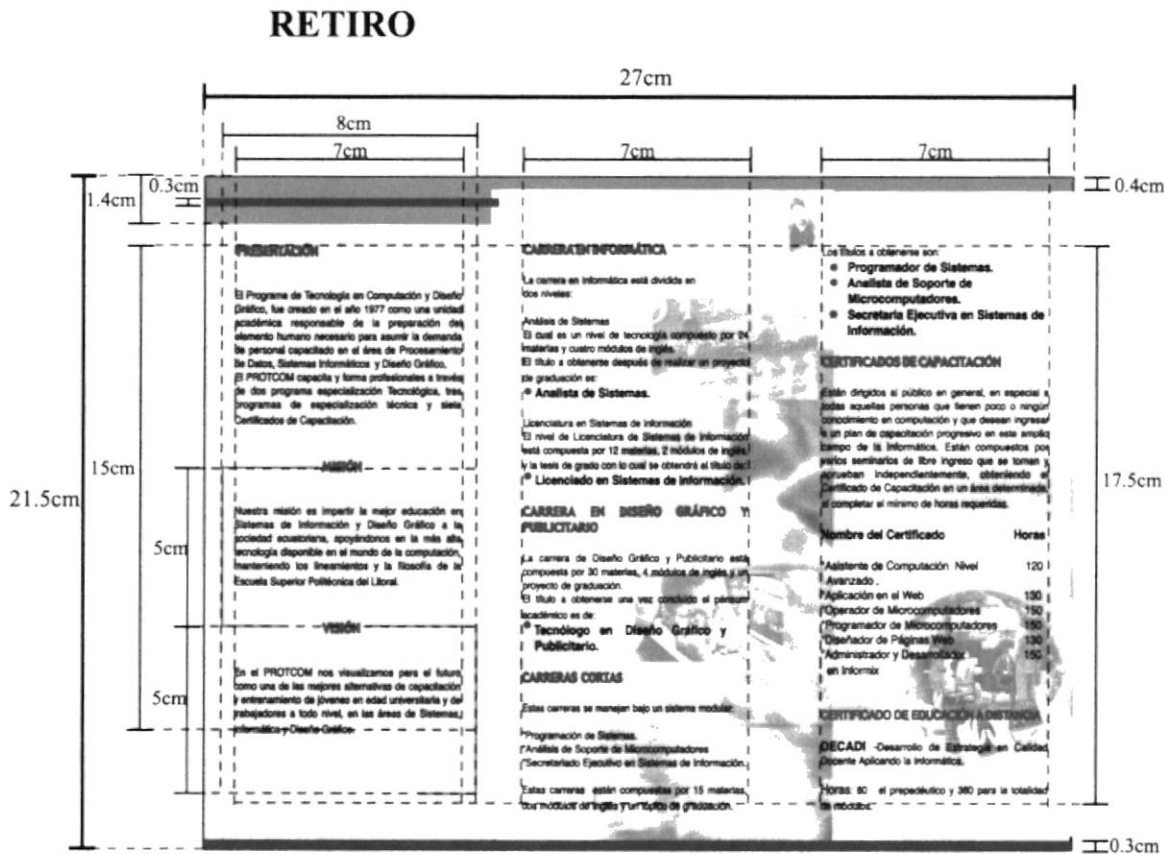 RETIRO
27cm
8cm
7cm
7cm
7cm
0.3cm
1.4cm
0.4cm
15cm
21.5cm
5cm
5cm
17.5cm
0.3cm
PRESENTACIÓN
El Programa de Tecnología en Computación y Diseño
Gráfico, fue creado en el año 1977 como una unidad
académica responsable de la preparación del
elemento humano necesario para asumir la demanda
de personal capacitado en el área de Procesamiento
de Datos, Sistemas Informáticos y Diseño Gráfico.
El PROTCOM capacita y forma profesionales a través
de dos programa especialización Tecnológica, tres
programas de especialización técnica y siete
Certificados de Capacitación.
MISIÓN
Nuestra misión es impartir la mejor educación en
Sistemas de Información y Diseño Gráfico a la
sociedad ecuatoriana, apoyándonos en la más alta
tecnología disponible en el mundo de la computación,
manteniendo los lineamientos y la filosofía de la
Escuela Superior Politécnica del Litoral.
VISIÓN
En el PROTCOM nos visualizamos para el futuro
como una de las mejores alternativas de capacitación
y entrenamiento de jóvenes en edad universitaria y de
trabajadores a todo nivel, en las áreas de Sistemas,
Informática y Diseño Gráfico.
CARRERA EN INFORMÁTICA
La carrera en Informática está dividida en
dos niveles:
Análisis de Sistemas
El cual es un nivel de tecnología compuesto por 24
materias y cuatro módulos de inglés.
El título a obtenerse después de realizar un proyecto
de graduación es:
• Analista de Sistemas.
Licenciatura en Sistemas de Información
El nivel de Licenciatura de Sistemas de Información
está compuesta por 12 materias, 2 módulos de inglés
y la tesis de grado con lo cual se obtendrá el título de:
• Licenciado en Sistemas de Información.
CARRERA EN DISEÑO GRÁFICO Y
PUBLICITARIO
La carrera de Diseño Gráfico y Publicitario está
compuesta por 30 materias, 4 módulos de inglés y un
proyecto de graduación.
El título a obtenerse una vez concluido el pénsum
académico es de:
• Tecnólogo en Diseño Gráfico y
Publicitario.
CARRERAS CORTAS
Estas carreras se manejan bajo un sistema modular:
*Programación de Sistemas.
*Análisis de Soporte de Microcomputadores
*Secretariado Ejecutivo en Sistemas de Información.
Estas carreras están compuestas por 15 materias,
dos módulos de inglés y un tópico de graduación.
Los títulos a obtenerse son:
• Programador de Sistemas.
• Analista de Soporte de
Microcomputadores.
• Secretaria Ejecutiva en Sistemas de
Información.
CERTIFICADOS DE CAPACITACIÓN
Están dirigidos al público en general, en especial a
todas aquellas personas que tienen poco o ningún
conocimiento en computación y que desean ingresar
a un plan de capacitación progresivo en este amplio
campo de la Informática. Están compuestos por
varios seminarios de libre ingreso que se toman y
aprueban independientemente, obteniendo el
Certificado de Capacitación en un área determinada,
al completar el mínimo de horas requeridas.
Nombre del Certificado Horas
*Asistente de Computación Nivel 120
Avanzado .
*Aplicación en el Web 130
*Operador de Microcomputadores 150
*Programador de Microcomputadores 150
*Diseñador de Páginas Web 130
*Administrador y Desarrollador 150
en Informix
CERTIFICADO DE EDUCACIÓN A DISTANCIA
DECADI -Desarrollo de Estrategia en Calidad
Docente Aplicando la Informática.
Horas: 60 el prepedéutico y 360 para la totalidad
de módulos.